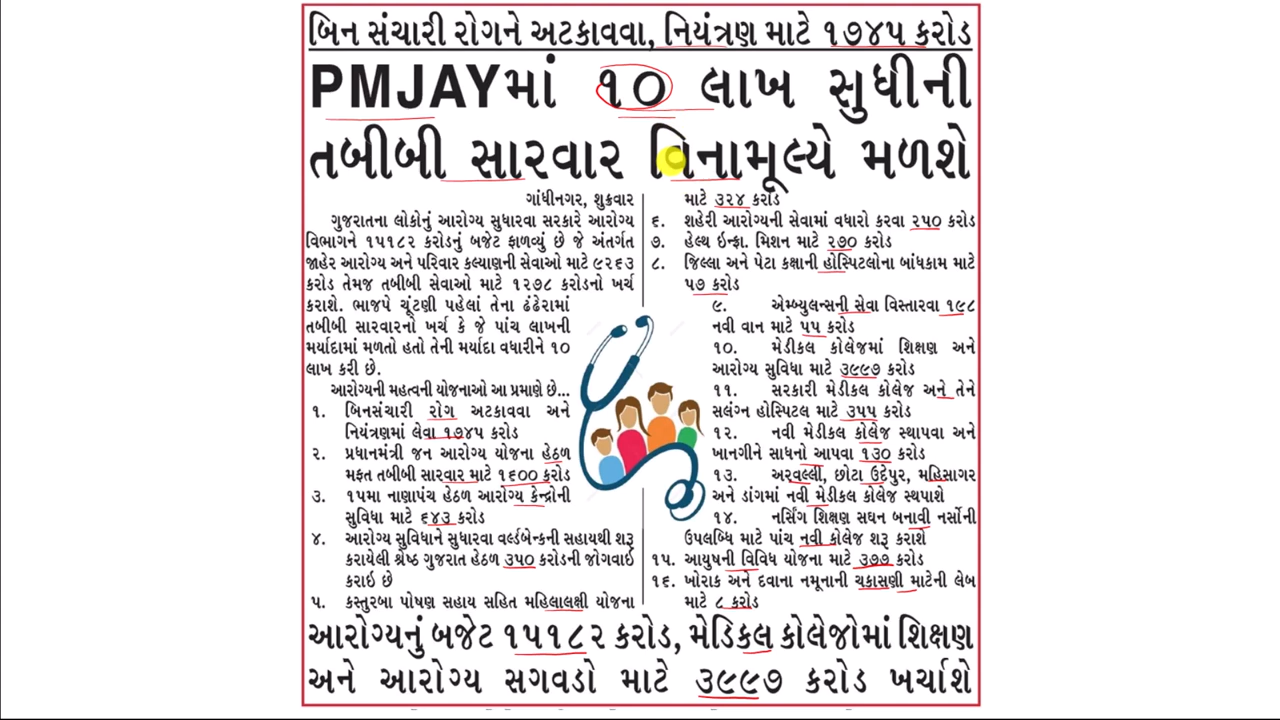 બિન સંચારી રોગને અટકાવવા, નિયંત્રણ માટે ૧૭૪૫ કરોડ
PMJAYમાં ૧૦ લાખ સુધીની
તબીબી સારવાર વિનામૂલ્યે મળશે
ગાંધીનગર, શુક્રવાર
ગુજરાતના લોકોનું આરોગ્ય સુધારવા સરકારે આરોગ્ય
વિભાગને ૧૫૧૮૨ કરોડનું બજેટ ફાળવ્યું છે જે અંતર્ગત
જાહેર આરોગ્ય અને પરિવાર કલ્યાણની સેવાઓ માટે ૯૨૬૩
કરોડ તેમજ તબીબી સેવાઓ માટે ૧૨૭૮ કરોડનો ખર્ચ
કરાશે. ભાજપે ચૂંટણી પહેલાં તેના ઢંઢેરામાં
તબીબી સારવારનો ખર્ચ કે જે પાંચ લાખની
મર્યાદામાં મળતો હતો તેની મર્યાદા વધારીને ૧૦
લાખ કરી છે.
આરોગ્યની મહત્વની યોજનાઓ આ પ્રમાણે છે...
૧. બિનસંચારી રોગ અટકાવવા અને
નિયંત્રણમાં લેવા ૧૭૪૫ કરોડ
૨. પ્રધાનમંત્રી જન આરોગ્ય યોજના હેઠળ
મફત તબીબી સારવાર માટે ૧૬૦૦ કરોડ
૩. ૧૫મા નાણાપંચ હેઠળ આરોગ્ય કેન્દ્રોની
સુવિધા માટે ૬૪૩ કરોડ
૪. આરોગ્ય સુવિધાને સુધારવા વર્લ્ડબેન્કની સહાયથી શરૂ
કરાયેલી શ્રેષ્ઠ ગુજરાત હેઠળ ૩૫૦ કરોડની જોગવાઇ
કરાઇ છે
૫. કસ્તુરબા પોષણ સહાય સહિત મહિલાલક્ષી યોજના
માટે ૩૨૪ કરોડ
૬. શહેરી આરોગ્યની સેવામાં વધારો કરવા ૨૫૦ કરોડ
૭. હેલ્થ ઇન્ફ્રા. મિશન માટે ૨૭૦ કરોડ
૮. જિલ્લા અને પેટા કક્ષાની હોસ્પિટલોના બાંધકામ માટે
૫૭ કરોડ
૯. એમ્બ્યુલન્સની સેવા વિસ્તારવા ૧૯૮
નવી વાન માટે ૫૫ કરોડ
૧૦. મેડીકલ કોલેજમાં શિક્ષણ અને
આરોગ્ય સુવિધા માટે ૩૯૯૭ કરોડ
૧૧. સરકારી મેડીકલ કોલેજ અને તેને
સલંગ્ન હોસ્પિટલ માટે ૩૫૫ કરોડ
૧૨. નવી મેડીકલ કોલેજ સ્થાપવા અને
ખાનગીને સાધનો આપવા ૧૩૦ કરોડ
૧૩. અરવલ્લી, છોટા ઉદેપુર, મહિસાગર
અને ડાંગમાં નવી મેડીકલ કોલેજ સ્થપાશે
૧૪. નર્સિંગ શિક્ષણ સઘન બનાવી નર્સોની
ઉપલબ્ધિ માટે પાંચ નવી કોલેજ શરૂ કરાશે
૧૫. આયુષની વિવિધ યોજના માટે ૩૭૭ કરોડ
૧૬. ખોરાક અને દવાના નમૂનાની ચકાસણી માટેની લેબ
માટે ૮ કરોડ
આરોગ્યનું બજેટ ૧૫૧૮૨ કરોડ, મેડિકલ કોલેજોમાં શિક્ષણ
અને આરોગ્ય સગવડો માટે ૩૯૯૭ કરોડ ખર્ચાશે